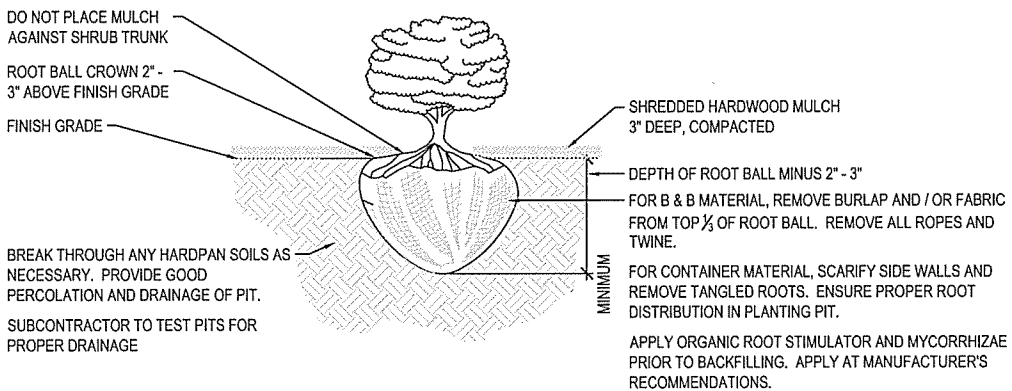 DO NOT PLACE MULCH
AGAINST SHRUB TRUNK
ROOT BALL CROWN 2" -
3" ABOVE FINISH GRADE
FINISH GRADE
BREAK THROUGH ANY HARDPAN SOILS AS
NECESSARY. PROVIDE GOOD
PERCOLATION AND DRAINAGE OF PIT.
SUBCONTRACTOR TO TEST PITS FOR
PROPER DRAINAGE
SHREDDED HARDWOOD MULCH
3" DEEP, COMPACTED
DEPTH OF ROOT BALL MINUS 2" - 3"
FOR B & B MATERIAL, REMOVE BURLAP AND / OR FABRIC
FROM TOP ⅓ OF ROOT BALL. REMOVE ALL ROPES AND
TWINE.
MINIMUM
FOR CONTAINER MATERIAL, SCARIFY SIDE WALLS AND
REMOVE TANGLED ROOTS. ENSURE PROPER ROOT
DISTRIBUTION IN PLANTING PIT.
APPLY ORGANIC ROOT STIMULATOR AND MYCORRHIZAE
PRIOR TO BACKFILLING. APPLY AT MANUFACTURER'S
RECOMMENDATIONS.